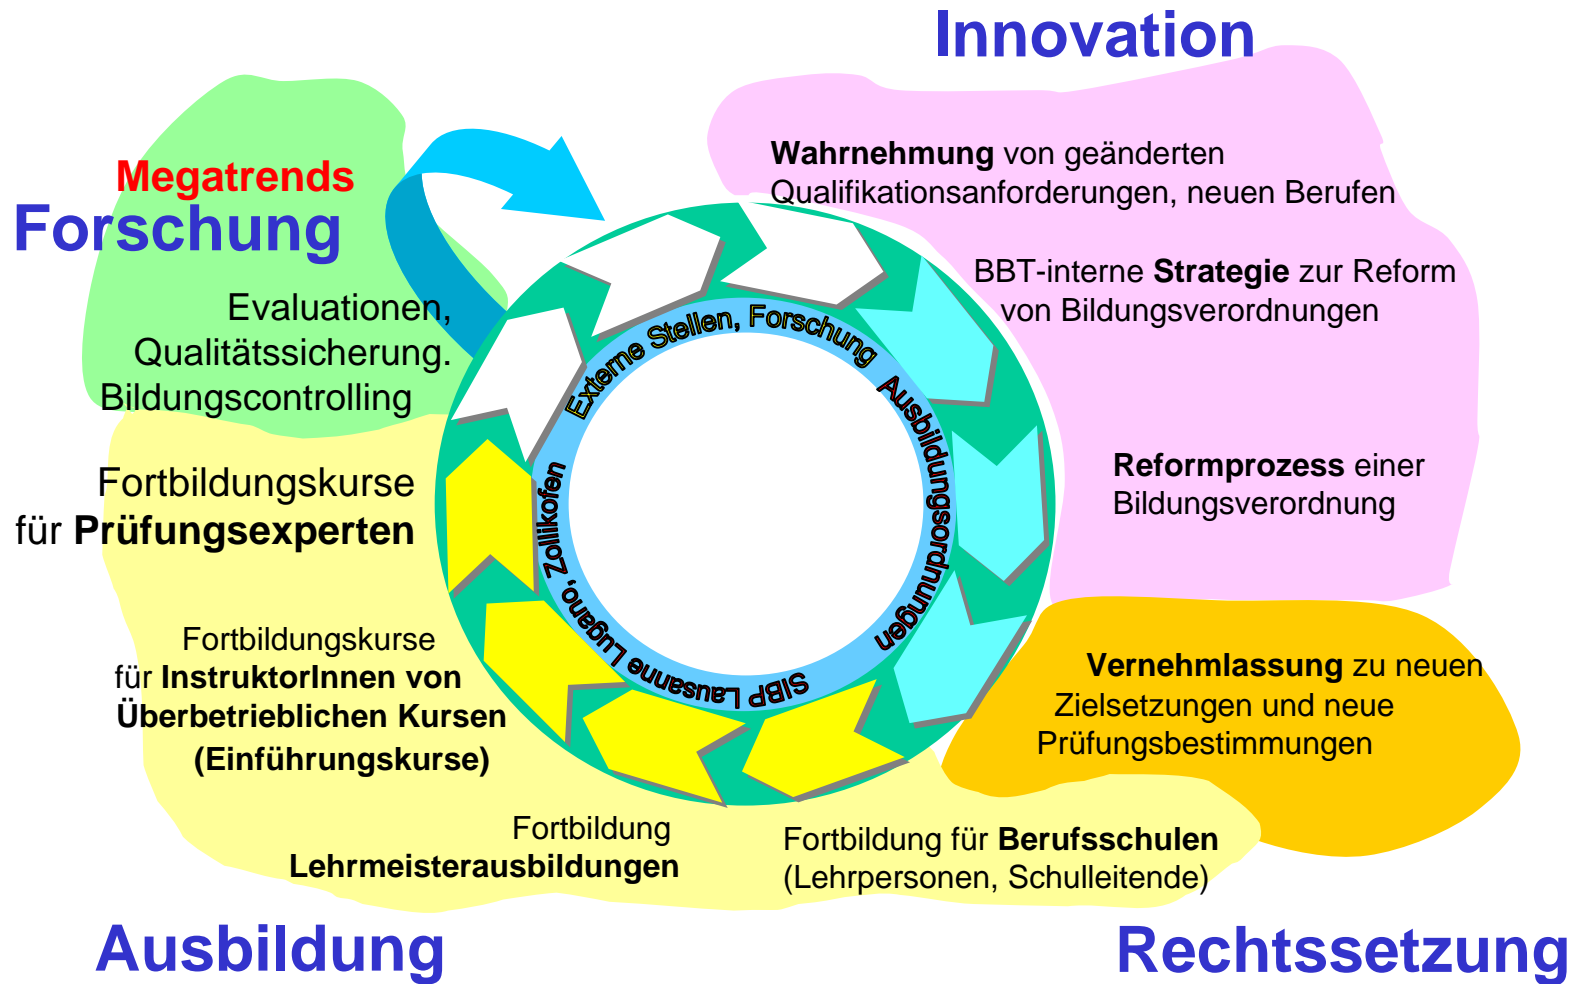 Innovation
Wahrnehmung von geänderten
Qualifikationsanforderungen, neuen Berufen
BBT-interne Strategie zur Reform
von Bildungsverordnungen
Reformprozess einer
Bildungsverordnung
Vernehmlassung zu neuen
Zielsetzungen und neue
Prüfungsbestimmungen
Rechtssetzung
Fortbildung für Berufsschulen
(Lehrpersonen, Schulleitende)
Fortbildung
Lehrmeisterausbildungen
Ausbildung
Fortbildungskurse
für InstruktorInnen von
Überbetrieblichen Kursen
(Einführungskurse)
Fortbildungskurse
für Prüfungsexperten
Megatrends
Forschung
Evaluationen,
Qualitätssicherung.
Bildungscontrolling
Externe Stellen, Forschung
Ausbildungsordnungen
SIBP Lausanne Lugano, Zollikofen